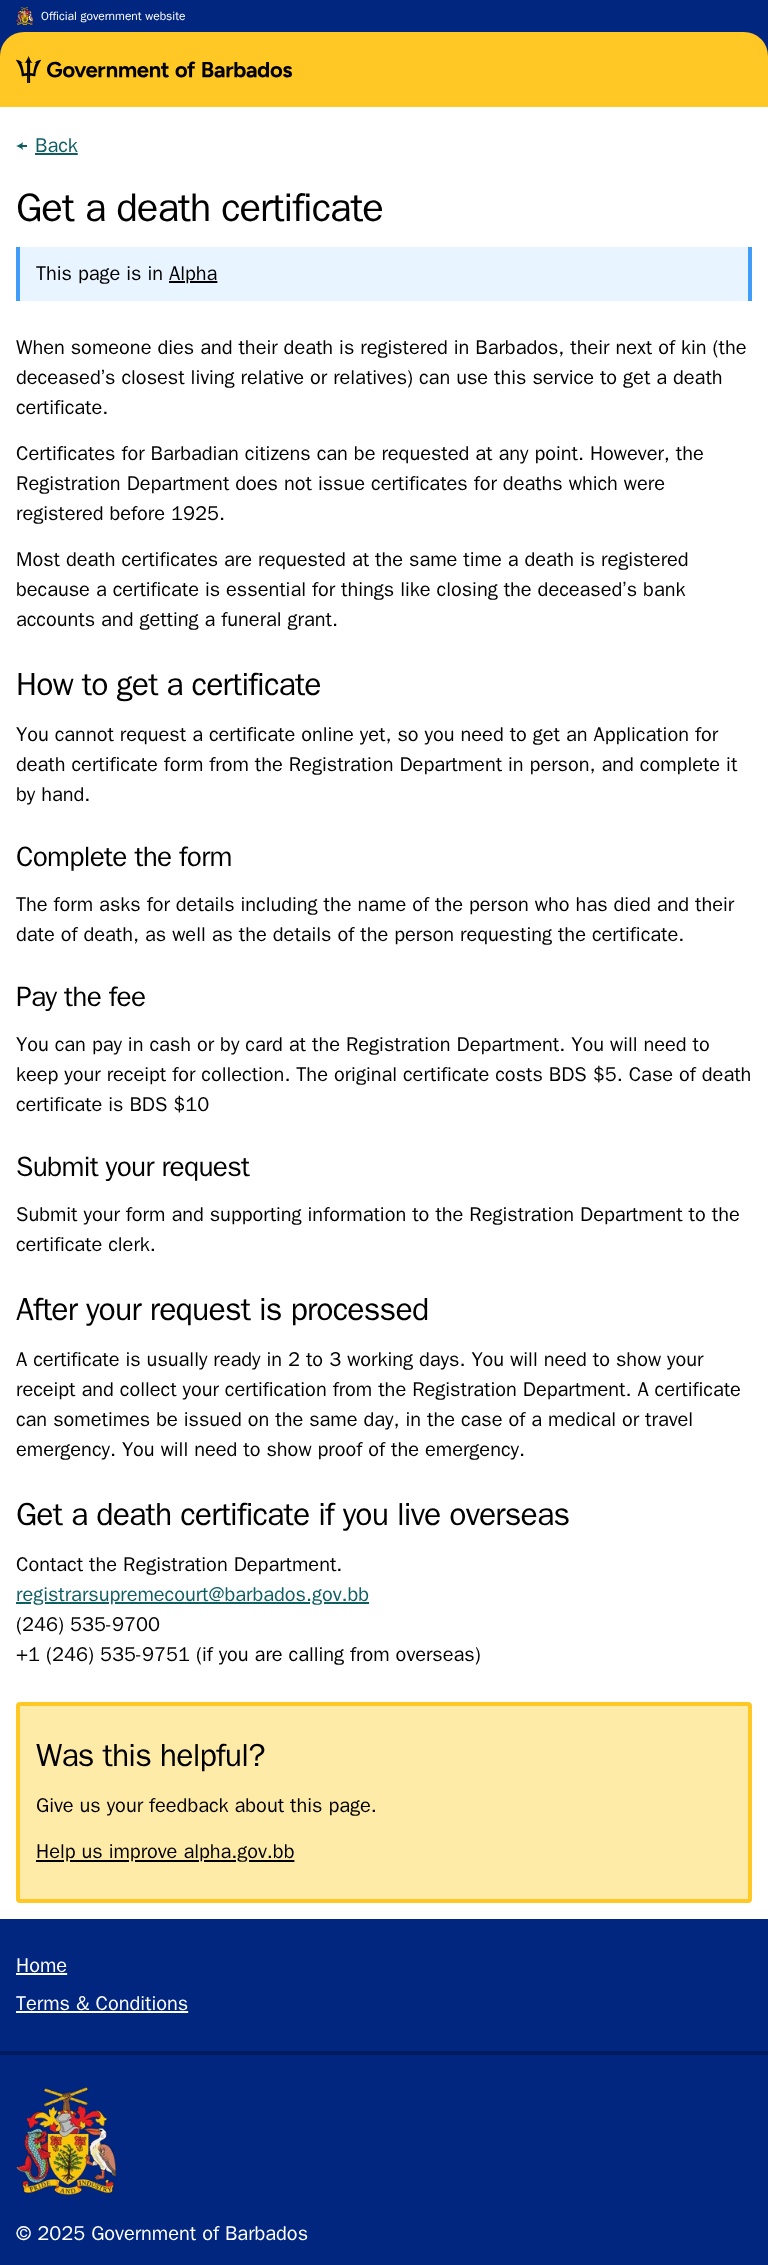 Official government website
Government of Barbados
← Back
Get a death certificate
This page is in Alpha
When someone dies and their death is registered in Barbados, their next of kin (the
deceased's closest living relative or relatives) can use this service to get a death
certificate.
Certificates for Barbadian citizens can be requested at any point. However, the
Registration Department does not issue certificates for deaths which were
registered before 1925.
Most death certificates are requested at the same time a death is registered
because a certificate is essential for things like closing the deceased's bank
accounts and getting a funeral grant.
How to get a certificate
You cannot request a certificate online yet, so you need to get an Application for
death certificate form from the Registration Department in person, and complete it
by hand.
Complete the form
The form asks for details including the name of the person who has died and their
date of death, as well as the details of the person requesting the certificate.
Pay the fee
You can pay in cash or by card at the Registration Department. You will need to
keep your receipt for collection. The original certificate costs BDS $5. Case of death
certificate is BDS $10
Submit your request
Submit your form and supporting information to the Registration Department to the
certificate clerk.
After your request is processed
A certificate is usually ready in 2 to 3 working days. You will need to show your
receipt and collect your certification from the Registration Department. A certificate
can sometimes be issued on the same day, in the case of a medical or travel
emergency. You will need to show proof of the emergency.
Get a death certificate if you live overseas
Contact the Registration Department.
registrarsupremecourt@barbados.gov.bb
(246) 535-9700
+1 (246) 535-9751 (if you are calling from overseas)
Was this helpful?
Give us your feedback about this page.
Help us improve alpha.gov.bb
Home
Terms & Conditions
PRIDE AND INDUSTRY
© 2025 Government of Barbados